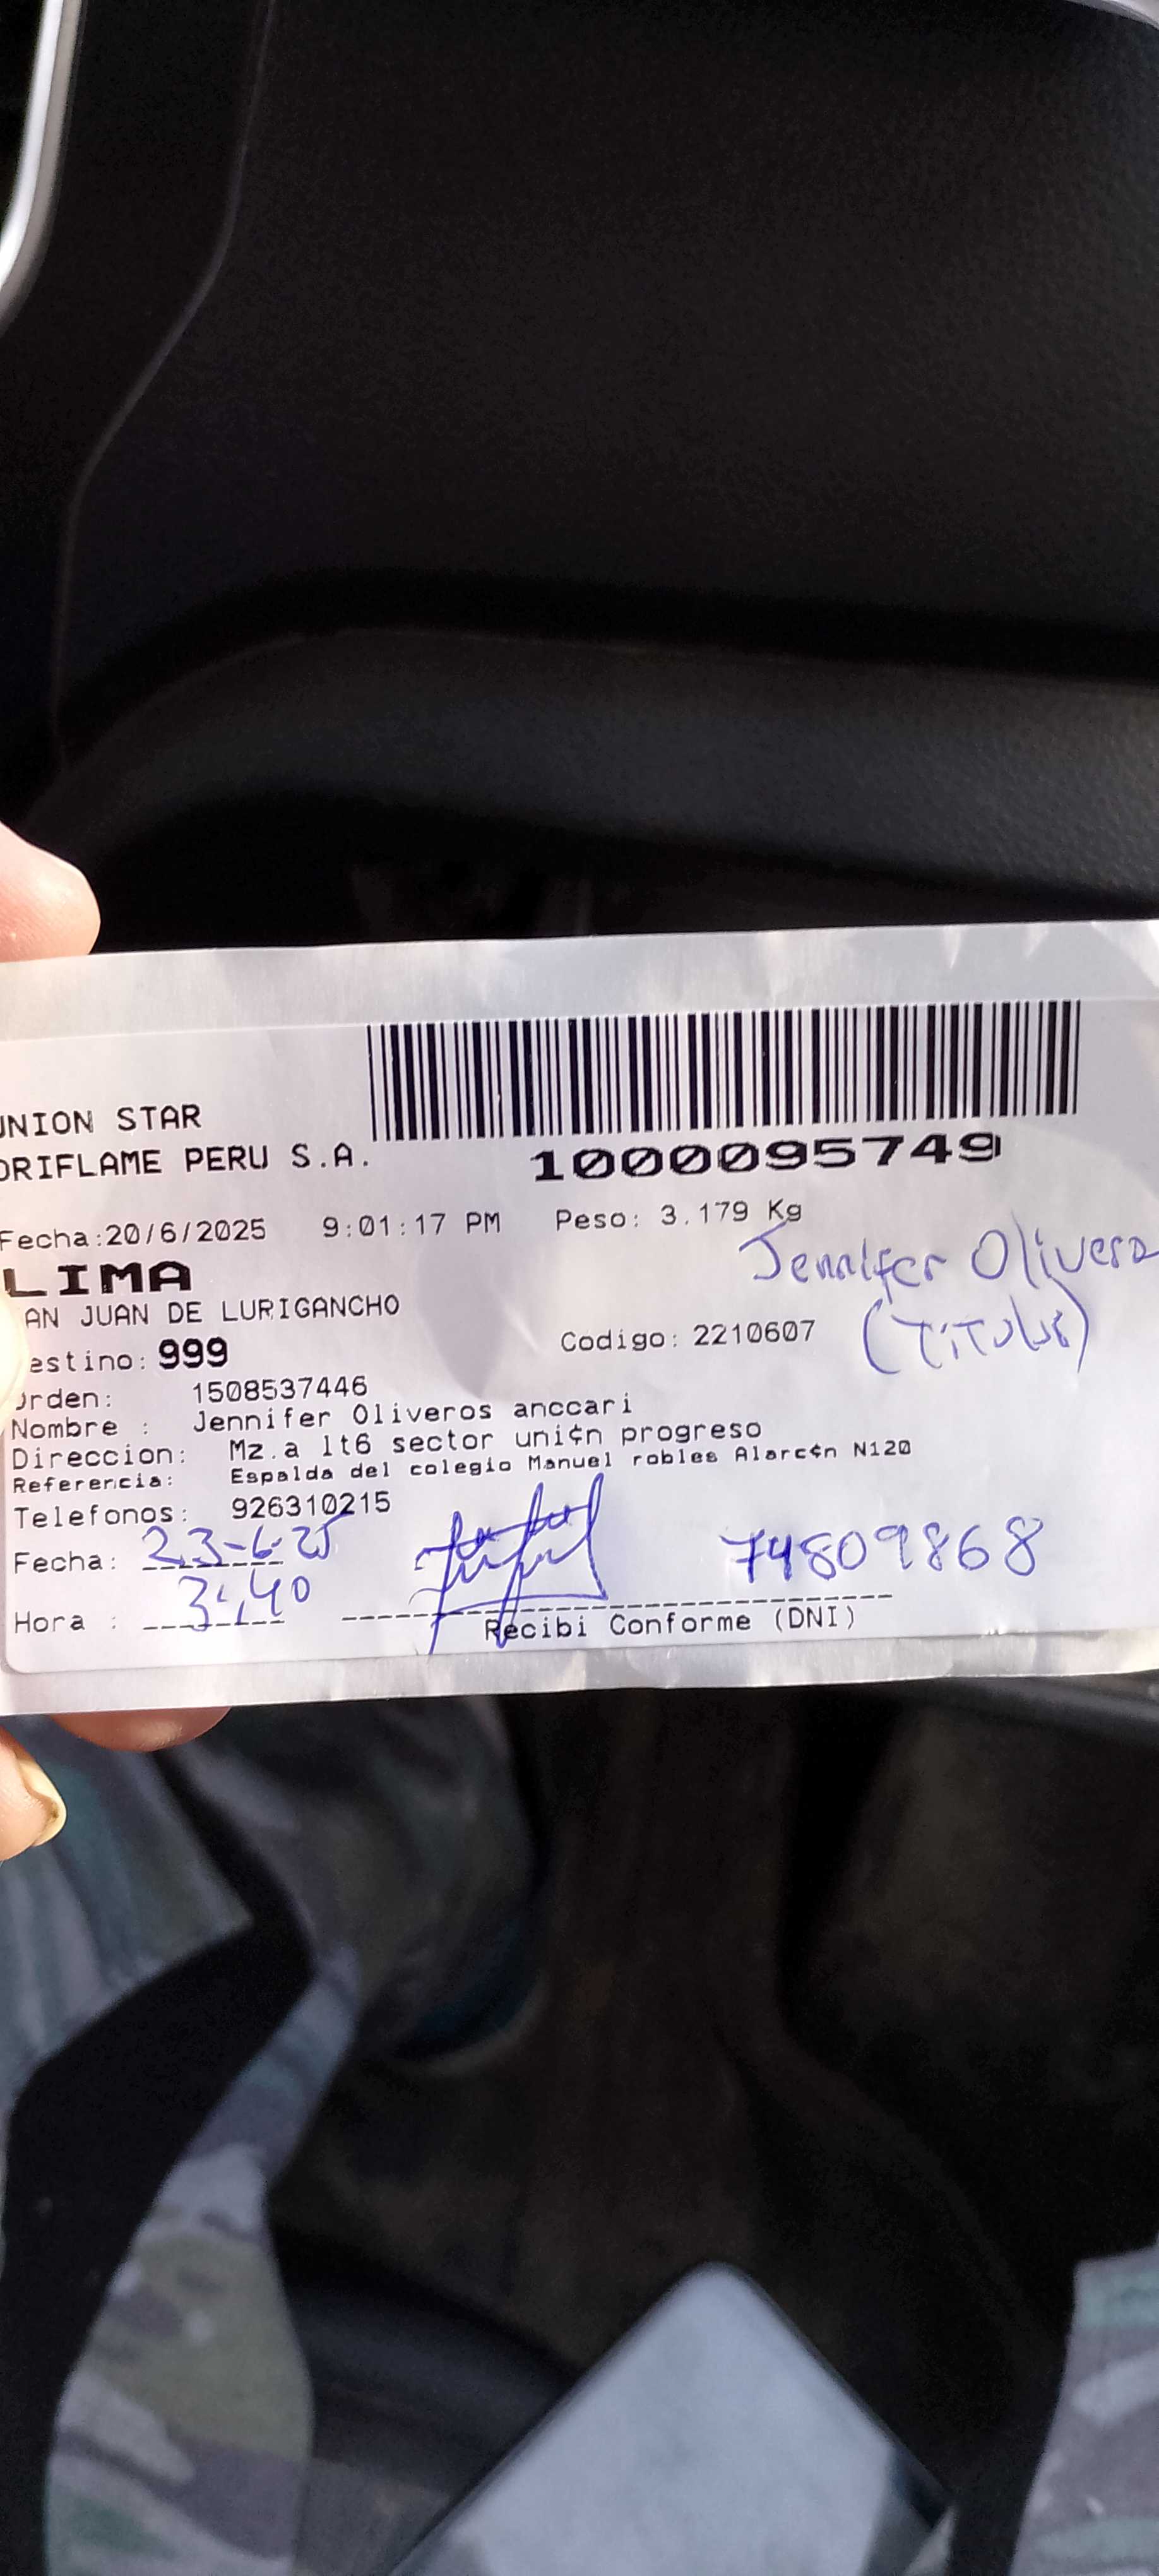 UNION STAR
ORIFLAME PERU S.A.
1000095749
Fecha:20/6/2025 9:01:17 PM Peso: 3.179 Kg
LIMA
Jennifer Olivera
AN JUAN DE LURIGANCHO
estino: 999 Codigo: 2210607 (Titular)
Orden: 1508537446
Nombre : Jennifer Oliveros anccari
Direccion: Mz.a lt6 sector uni¢n progreso
Referencia: Espalda del colegio Manuel robles Alarc¢n N120
Telefonos: 926310215
Fecha: 23-6-25 74809868
Hora : 3:40
Recibi Conforme (DNI)